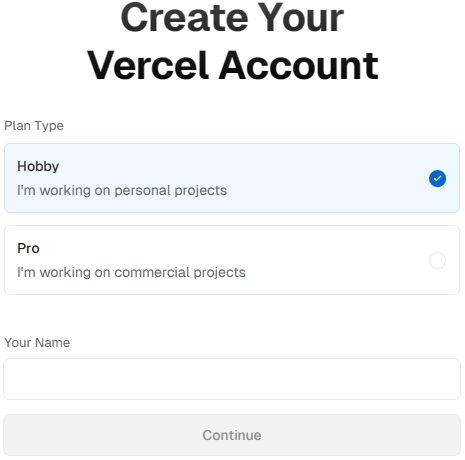 Create Your
Vercel Account
Plan Type
Hobby
I'm working on personal projects
Pro
I'm working on commercial projects
Your Name
Continue